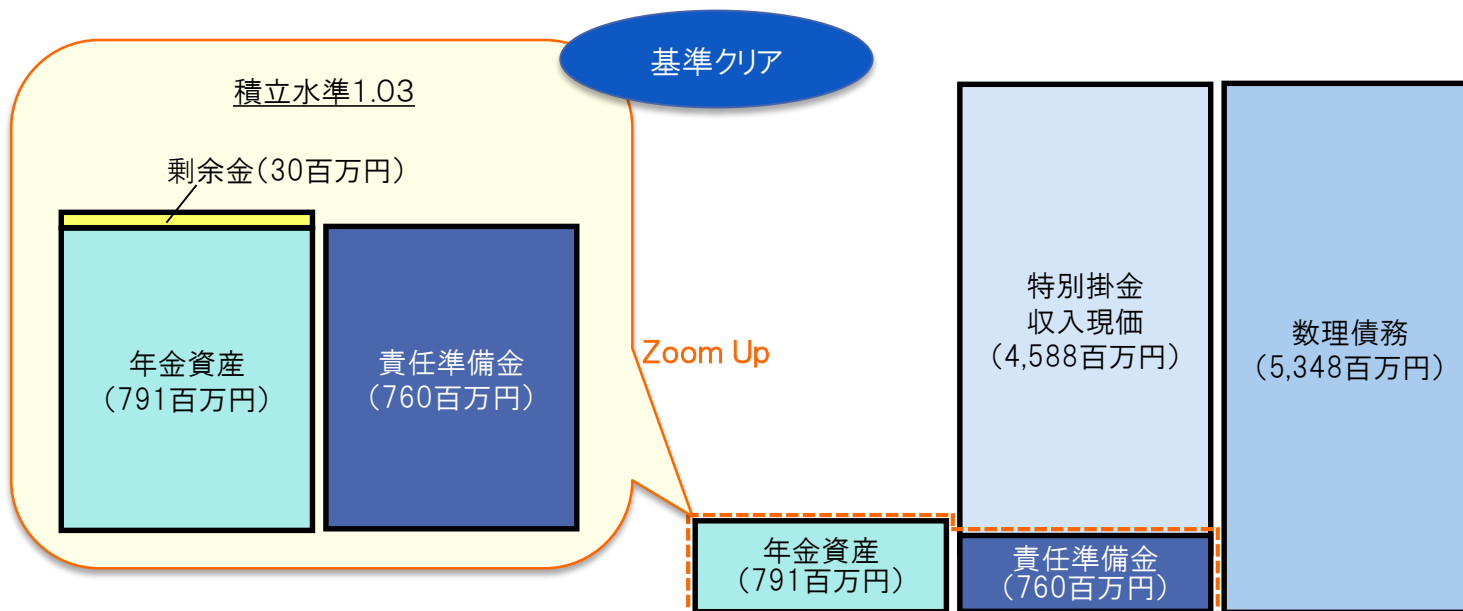 基準クリア
積立水準1.03
剰余金(30百万円)
年金資産
(791百万円)
責任準備金
(760百万円)
Zoom Up
特別掛金
収入現価
(4,588百万円)
数理債務
(5,348百万円)
年金資産
(791百万円)
責任準備金
(760百万円)